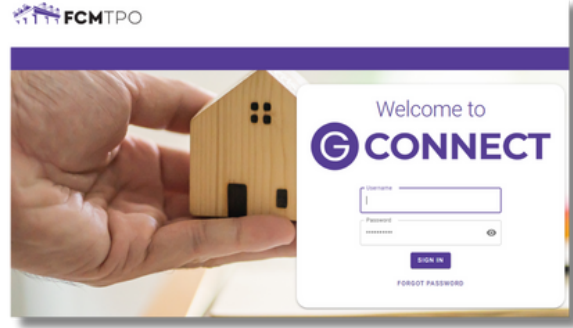 FCMTPO
Welcome to
G CONNECT
Username
Password
SIGN IN
FORGOT PASSWORD